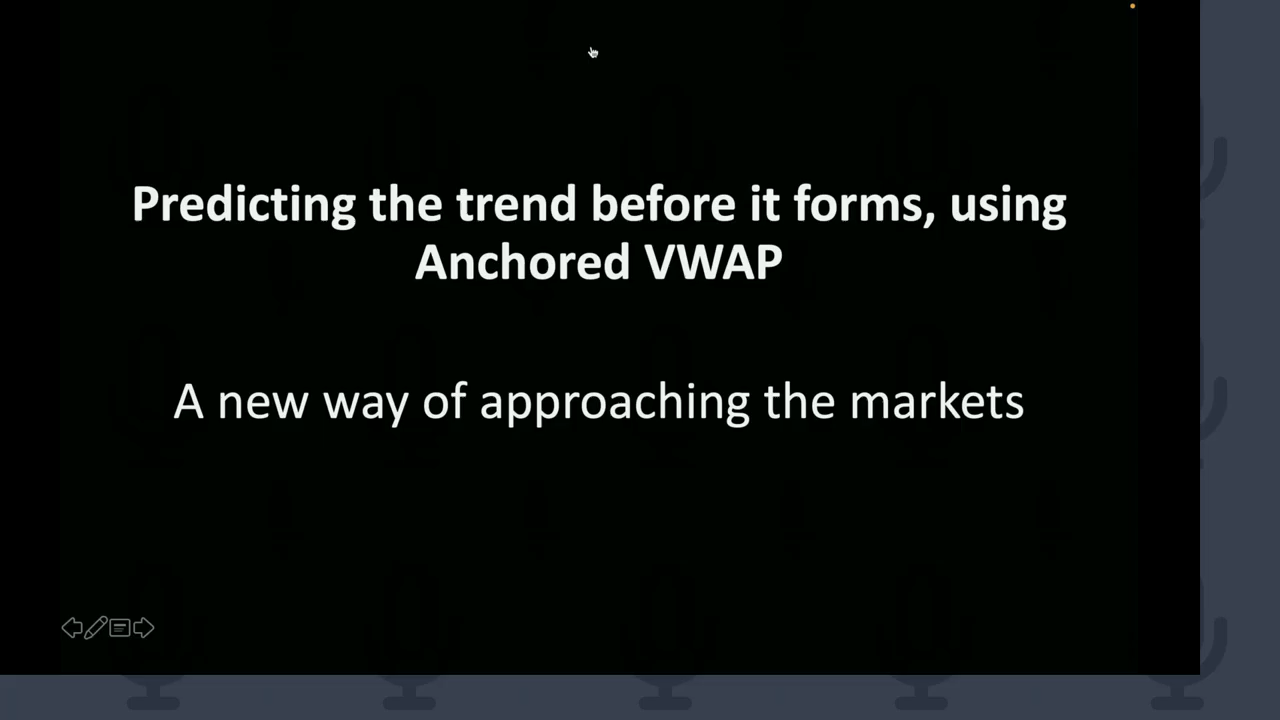 Predicting the trend before it forms, using
Anchored VWAP
A new way of approaching the markets